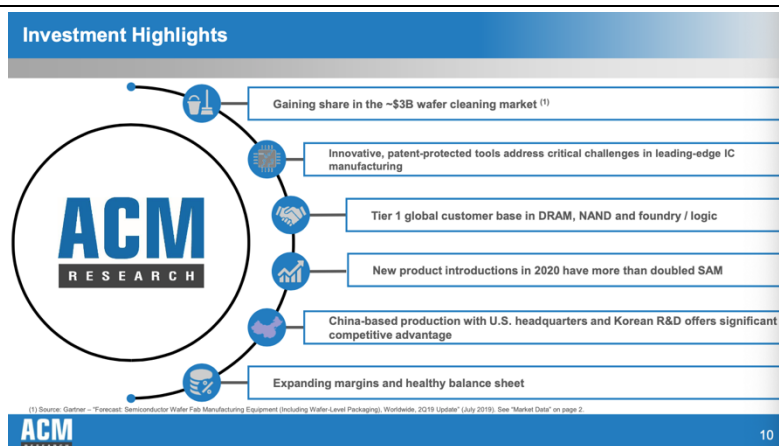 Investment Highlights
Gaining share in the ~$3B wafer cleaning market (1)
Innovative, patent-protected tools address critical challenges in leading-edge IC
manufacturing
Tier 1 global customer base in DRAM, NAND and foundry / logic
ACM
RESEARCH
New product introductions in 2020 have more than doubled SAM
China-based production with U.S. headquarters and Korean R&D offers significant
competitive advantage
Expanding margins and healthy balance sheet
(1) Source: Gartner – "Forecast: Semiconductor Wafer Fab Manufacturing Equipment (Including Wafer-Level Packaging), Worldwide, 2Q19 Update" (July 2019). See "Market Data" on page 2.
ACM
RESEARCH
10